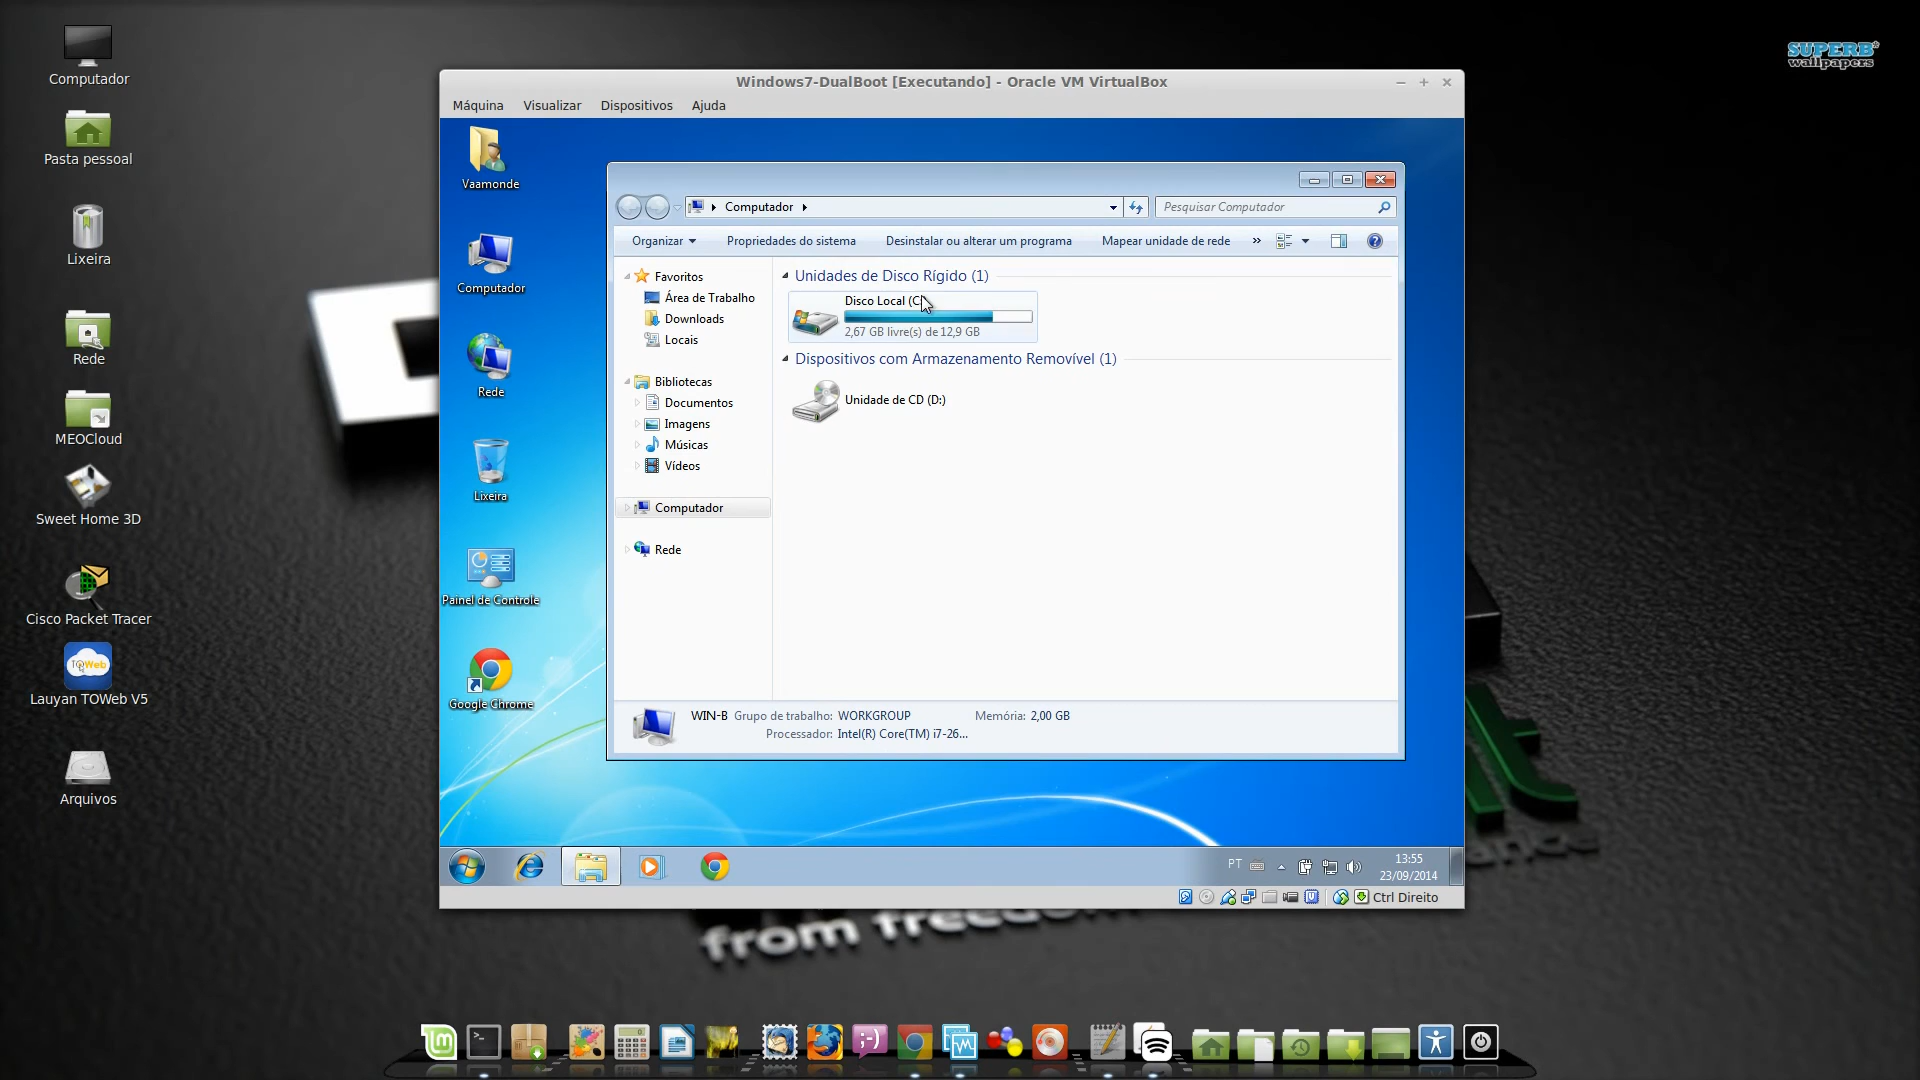 Computador
Pasta pessoal
Lixeira
Rede
MEOCloud
Sweet Home 3D
Cisco Packet Tracer
TOWeb
Lauyan TOWeb V5
Arquivos
SUPERB
wallpapers
Windows7-DualBoot [Executando] - Oracle VM VirtualBox
Máquina Visualizar Dispositivos Ajuda
Vaamonde
Computador
Rede
Lixeira
Painel de Controle
Google Chrome
Computador
Pesquisar Computador
Organizar Propriedades do sistema Desinstalar ou alterar um programa Mapear unidade de rede »
Favoritos
Área de Trabalho
Downloads
Locais
Bibliotecas
Documentos
Imagens
Músicas
Vídeos
Computador
Rede
Unidades de Disco Rígido (1)
Disco Local (C
2,67 GB livre(s) de 12,9 GB
Dispositivos com Armazenamento Removível (1)
Unidade de CD (D:)
WIN-B Grupo de trabalho: WORKGROUP Memória: 2,00 GB
Processador: Intel(R) Core(TM) i7-26...
PT
13:55
23/09/2014
Ctrl Direito
from freedom